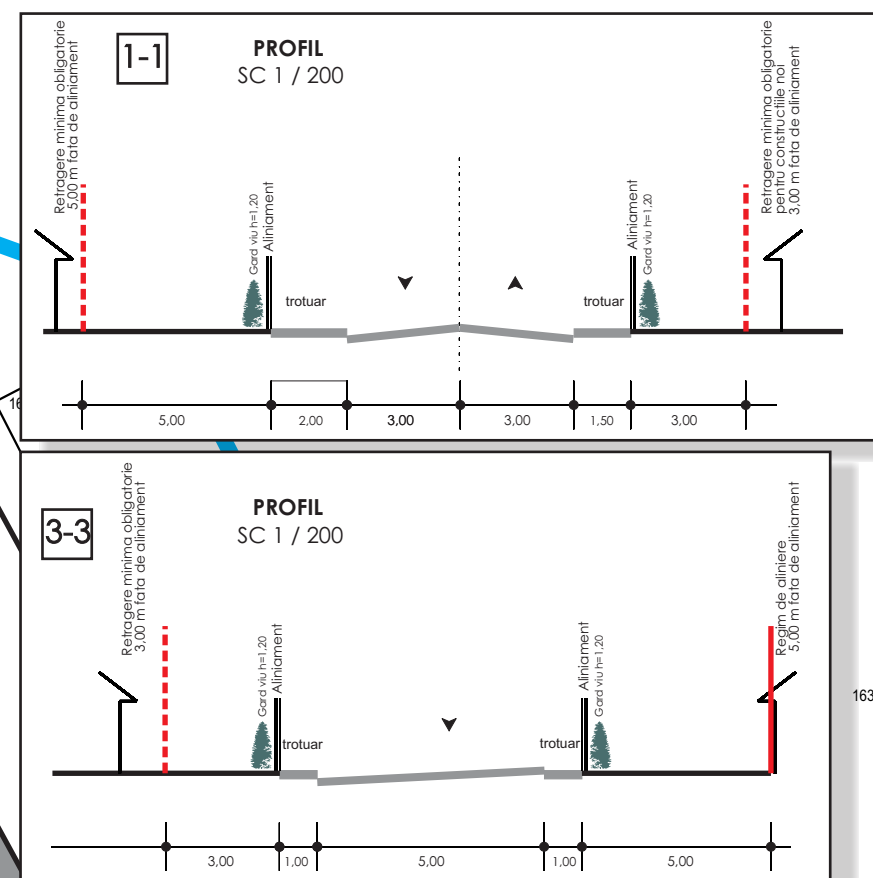 1-1
PROFIL
SC 1 / 200
Retragere minima obligatorie
5,00 m fata de aliniament
Gard viu h=1,20
Aliniament
trotuar
trotuar
Aliniament
Gard viu h=1,20
Retragere minima obligatorie
pentru constructiile noi
3,00 m fata de aliniament
5,00
2,00
3,00
3,00
1,50
3,00
3-3
PROFIL
SC 1 / 200
Retragere minima obligatorie
3,00 m fata de aliniament
Gard viu h=1,20
Aliniament
trotuar
trotuar
Aliniament
Gard viu h=1,20
Regim de aliniere
5,00 m fata de aliniament
3,00
1,00
5,00
1,00
5,00
16
163